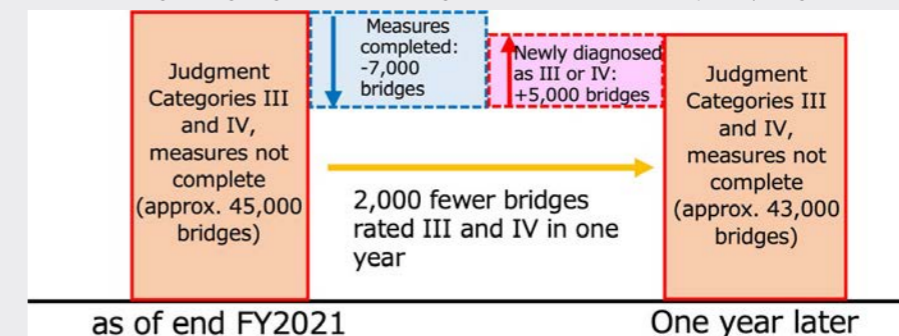 Judgment
Categories III
and IV,
measures not
complete
(approx. 45,000
bridges)
Measures
completed:
-7,000
bridges
Newly diagnosed
as III or IV:
+5,000 bridges
2,000 fewer bridges
rated III and IV in one
year
Judgment
Categories III
and IV,
measures not
complete
(approx. 43,000
bridges)
as of end FY2021
One year later